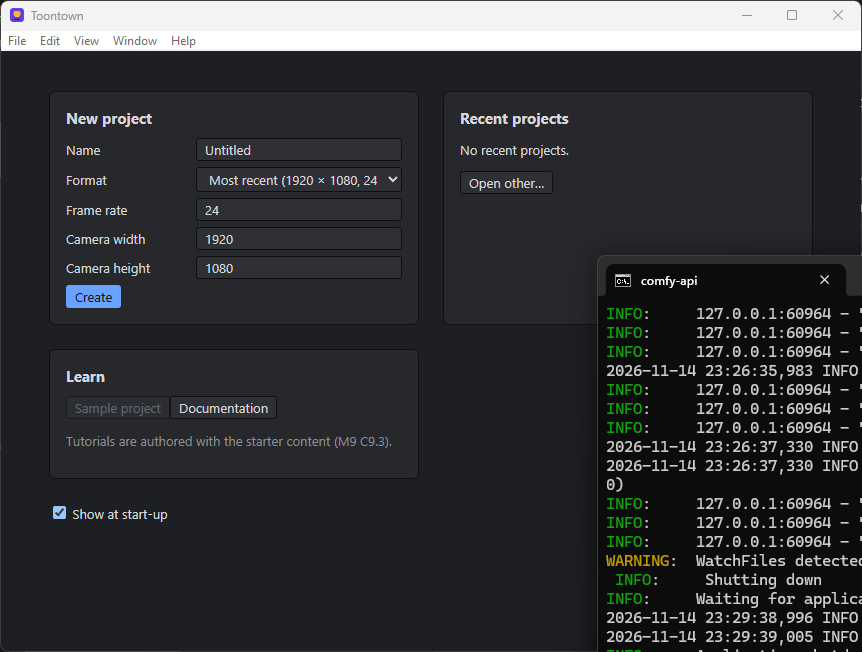 Toontown
File Edit View Window Help
New project
Name Untitled
Format Most recent (1920 × 1080, 24
Frame rate 24
Camera width 1920
Camera height 1080
Create
Recent projects
No recent projects.
Open other...
Learn
Sample project Documentation
Tutorials are authored with the starter content (M9 C9.3).
Show at start-up
comfy-api
INFO: 127.0.0.1:60964 - "
INFO: 127.0.0.1:60964 - "
INFO: 127.0.0.1:60964 - "
2026-11-14 23:26:35,983 INFO
INFO: 127.0.0.1:60964 - "
INFO: 127.0.0.1:60964 - "
INFO: 127.0.0.1:60964 - "
2026-11-14 23:26:37,330 INFO
2026-11-14 23:26:37,330 INFO
0)
INFO: 127.0.0.1:60964 - "
INFO: 127.0.0.1:60964 - "
INFO: 127.0.0.1:60964 - "
WARNING: WatchFiles detected
INFO: Shutting down
INFO: Waiting for applica
2026-11-14 23:29:38,996 INFO
2026-11-14 23:29:39,005 INFO